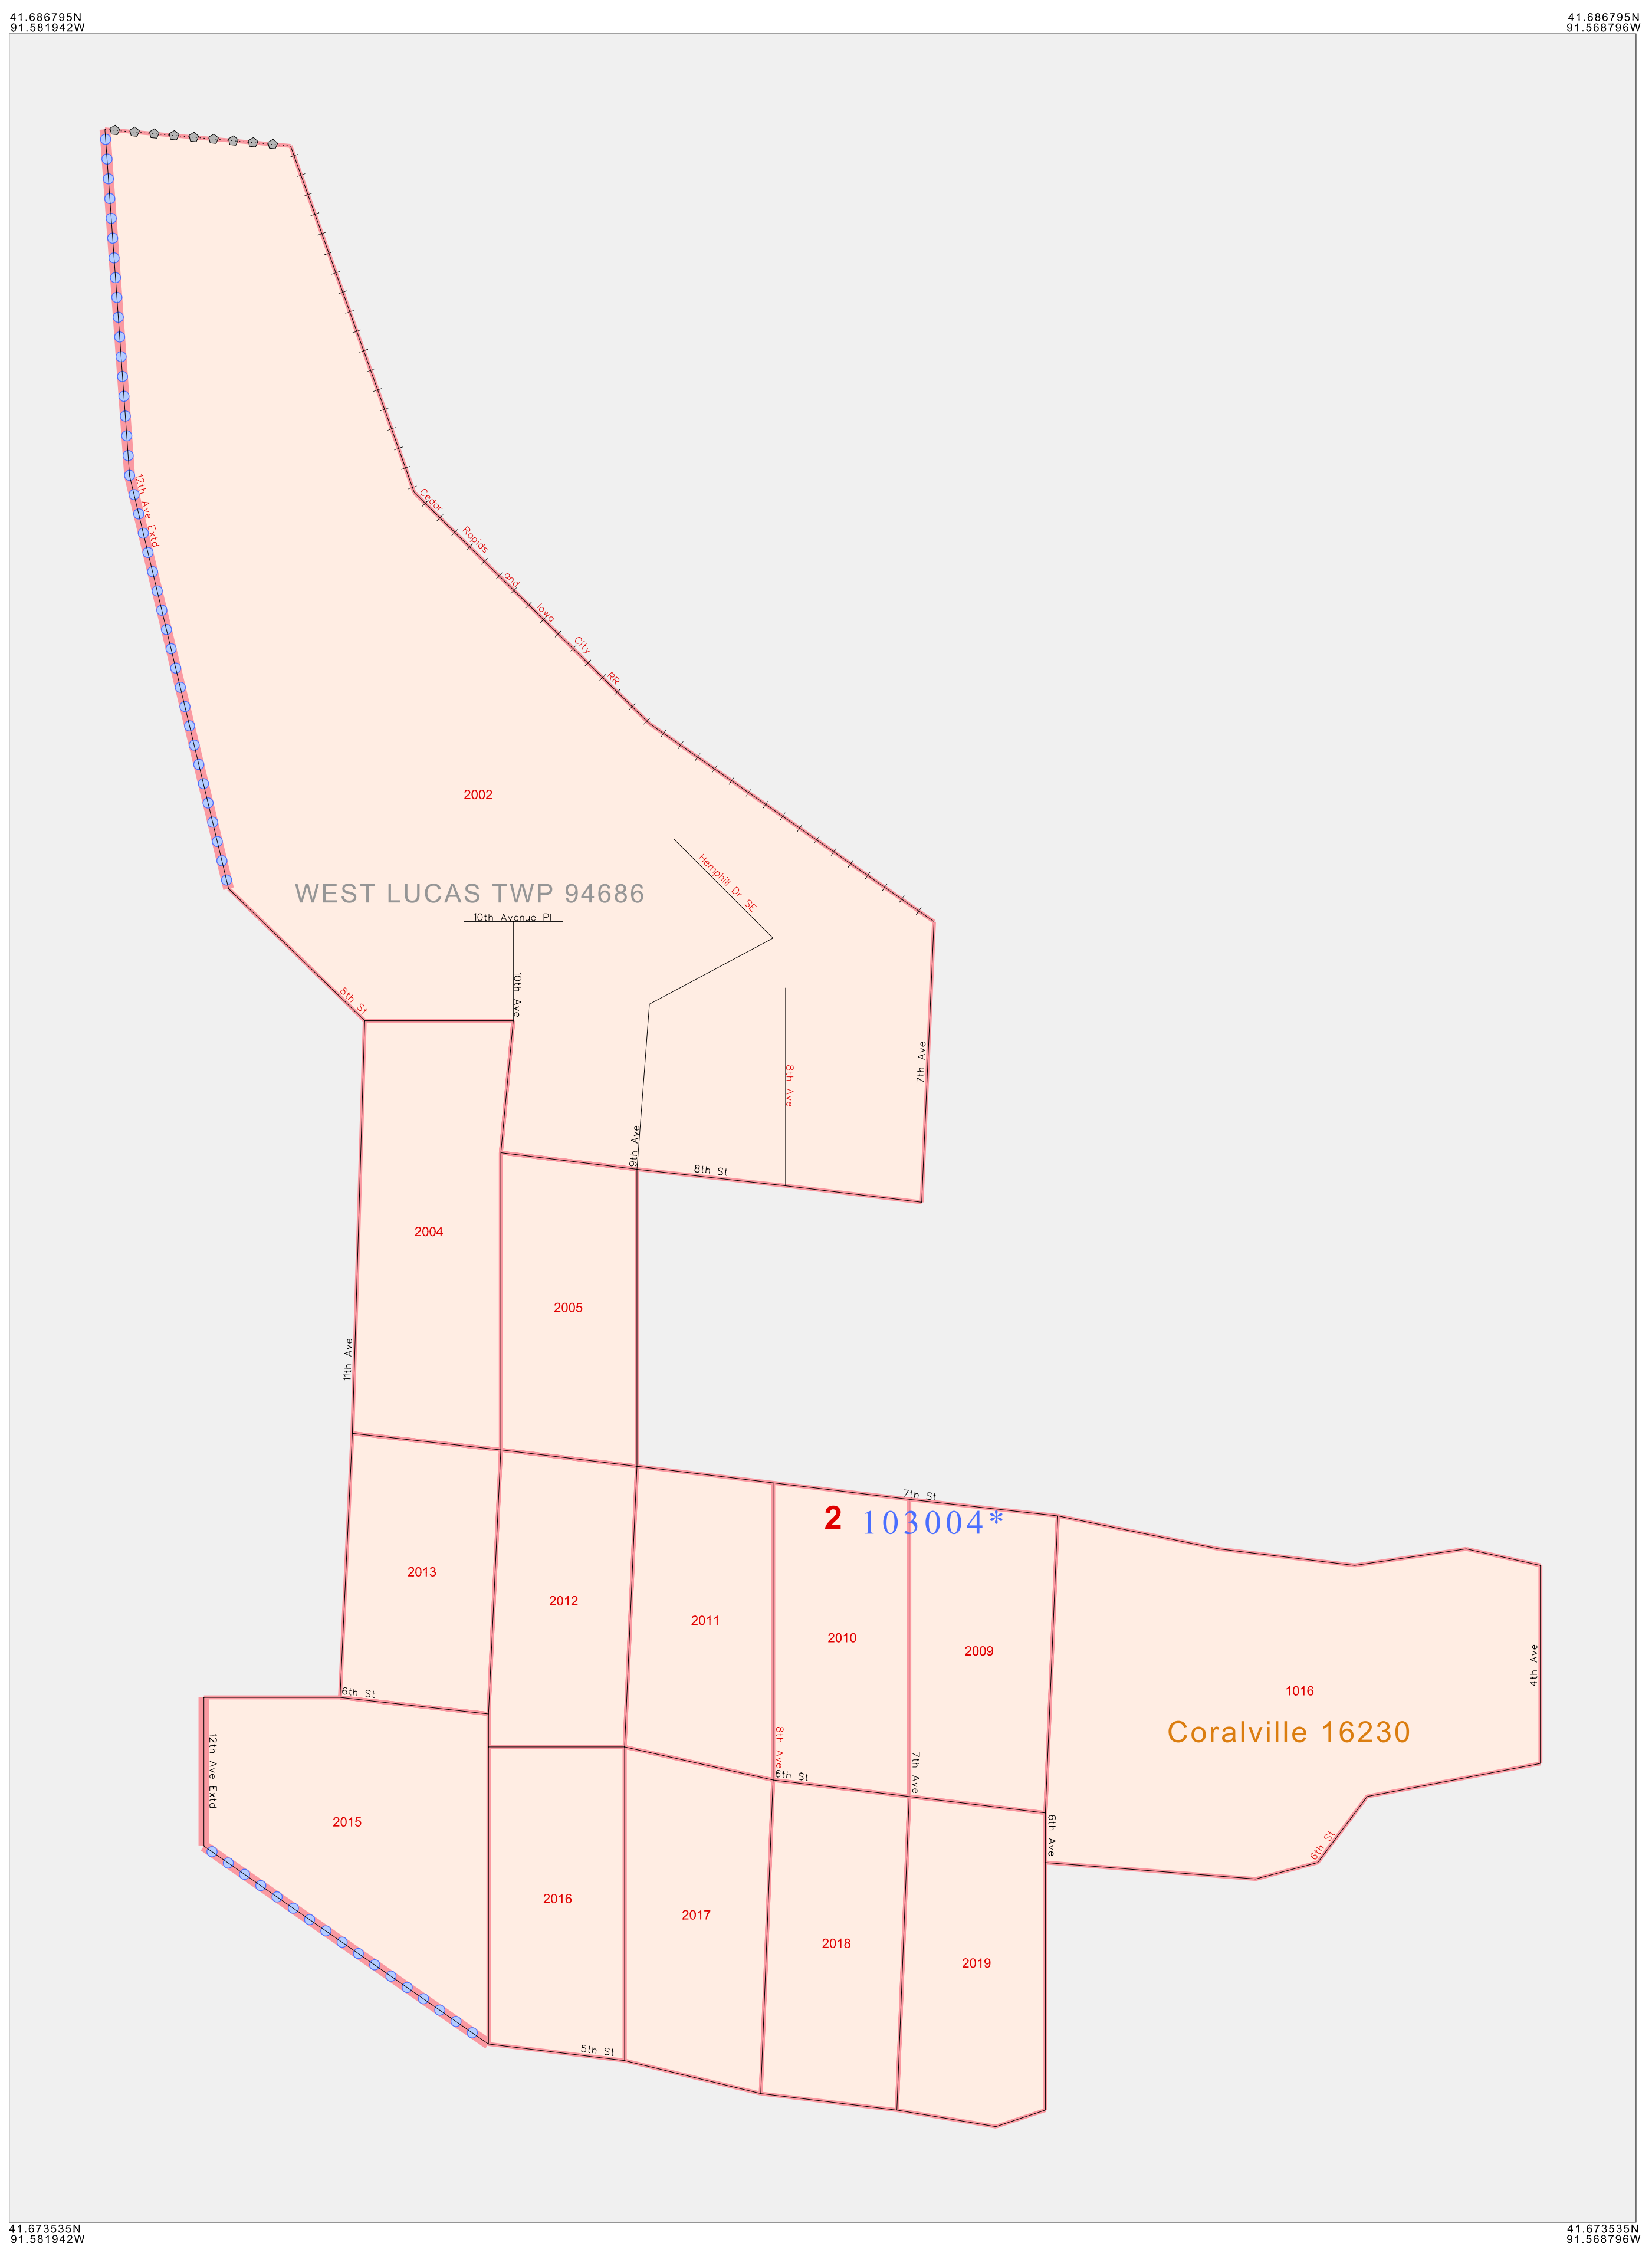 41.686795N
91.581942W
41.686795N
91.568796W
12th Ave Extd
Cedar Rapids and Iowa City RR
2002
WEST LUCAS TWP 94686
Hemphill Dr SE
10th Avenue Pl
10th Ave
8th St
7th Ave
8th Ave
9th Ave
8th St
2004
2005
11th Ave
7th St
2 103004*
2013
2012
2011
2010
2009
1016
4th Ave
Coralville 16230
6th St
12th Ave Extd
8th Ave
6th St
7th Ave
6th Ave
6th St
2015
2016
2017
2018
2019
5th St
41.673535N
91.581942W
41.673535N
91.568796W